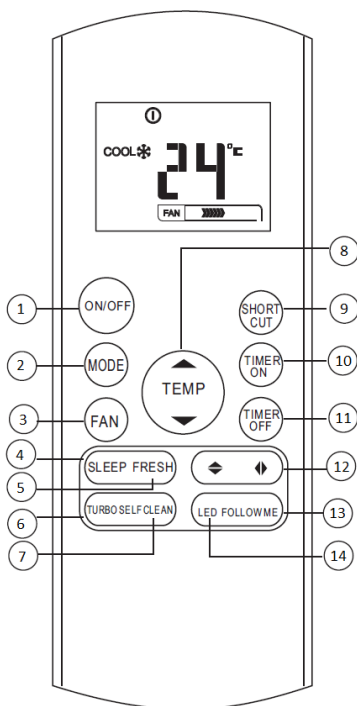 COOL 24°C
FAN
8
1 ON/OFF SHORT CUT 9
2 MODE TEMP TIMER ON 10
3 FAN TIMER OFF 11
4 SLEEP FRESH 12
5
6 TURBO SELF CLEAN LED FOLLOW ME 13
7 14